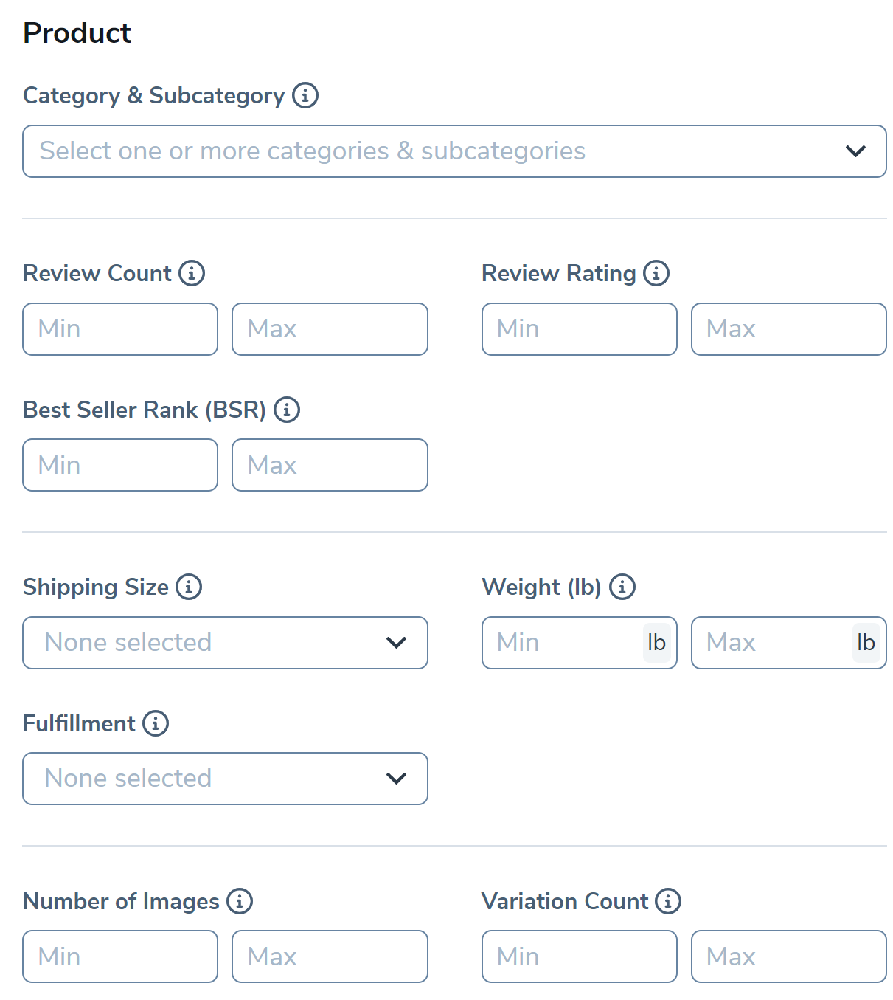 Product
Category & Subcategory
Select one or more categories & subcategories
Review Count
Review Rating
Min Max Min Max
Best Seller Rank (BSR)
Min Max
Shipping Size
Weight (lb)
None selected
Min lb Max lb
Fulfillment
None selected
Number of Images
Variation Count
Min Max Min Max